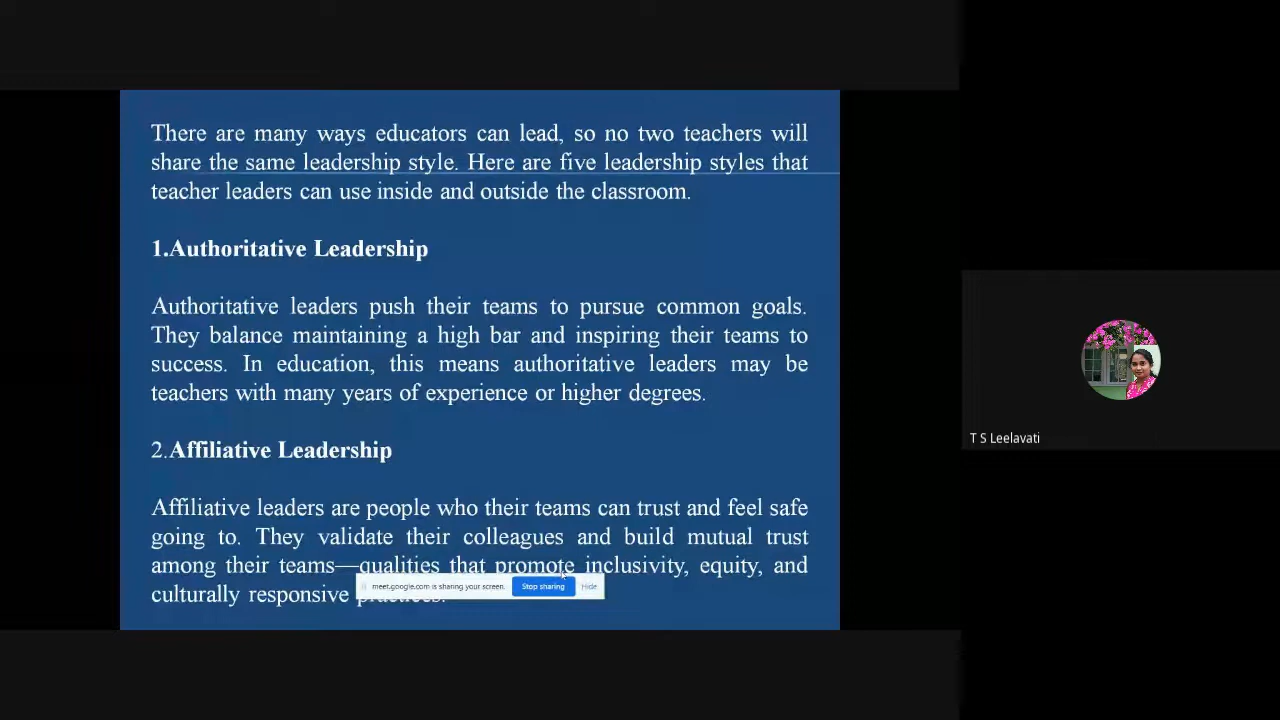 There are many ways educators can lead, so no two teachers will
share the same leadership style. Here are five leadership styles that
teacher leaders can use inside and outside the classroom.
1.Authoritative Leadership
Authoritative leaders push their teams to pursue common goals.
They balance maintaining a high bar and inspiring their teams to
success. In education, this means authoritative leaders may be
teachers with many years of experience or higher degrees.
2.Affiliative Leadership
Affiliative leaders are people who their teams can trust and feel safe
going to. They validate their colleagues and build mutual trust
among their teams—qualities that promote inclusivity, equity, and
culturally responsive practices.
meet.google.com is sharing your screen. Stop sharing Hide
T S Leelavati